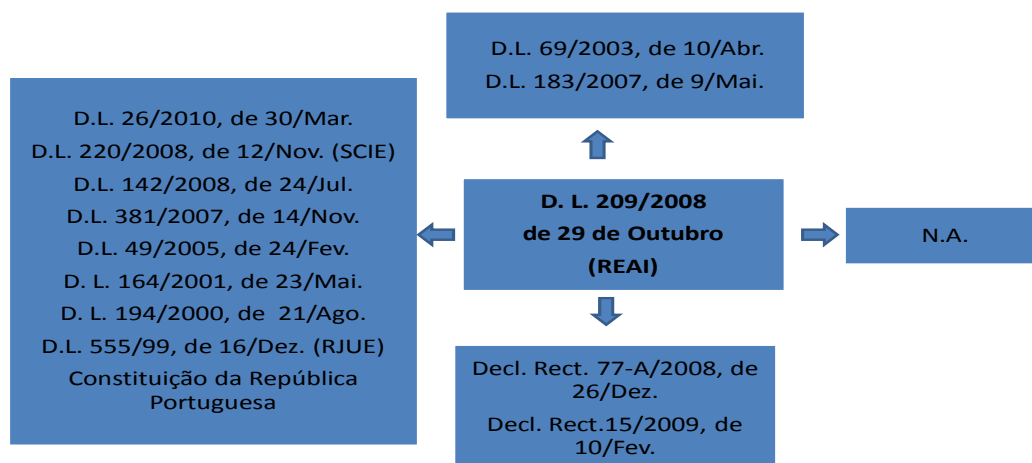 D.L. 69/2003, de 10/Abr.
D.L. 183/2007, de 9/Mai.
D.L. 26/2010, de 30/Mar.
D.L. 220/2008, de 12/Nov. (SCIE)
D.L. 142/2008, de 24/Jul.
D.L. 381/2007, de 14/Nov.
D.L. 49/2005, de 24/Fev.
D. L. 164/2001, de 23/Mai.
D. L. 194/2000, de 21/Ago.
D.L. 555/99, de 16/Dez. (RJUE)
Constituição da República
Portuguesa
D. L. 209/2008
de 29 de Outubro
(REAI)
N.A.
Decl. Rect. 77-A/2008, de
26/Dez.
Decl. Rect.15/2009, de
10/Fev.